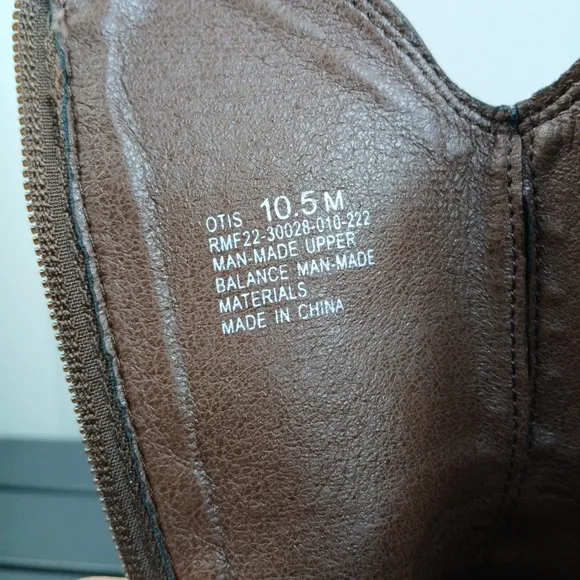 OTIS 10.5 M
RMF22-30028-010-222
MAN-MADE UPPER
BALANCE MAN-MADE
MATERIALS
MADE IN CHINA